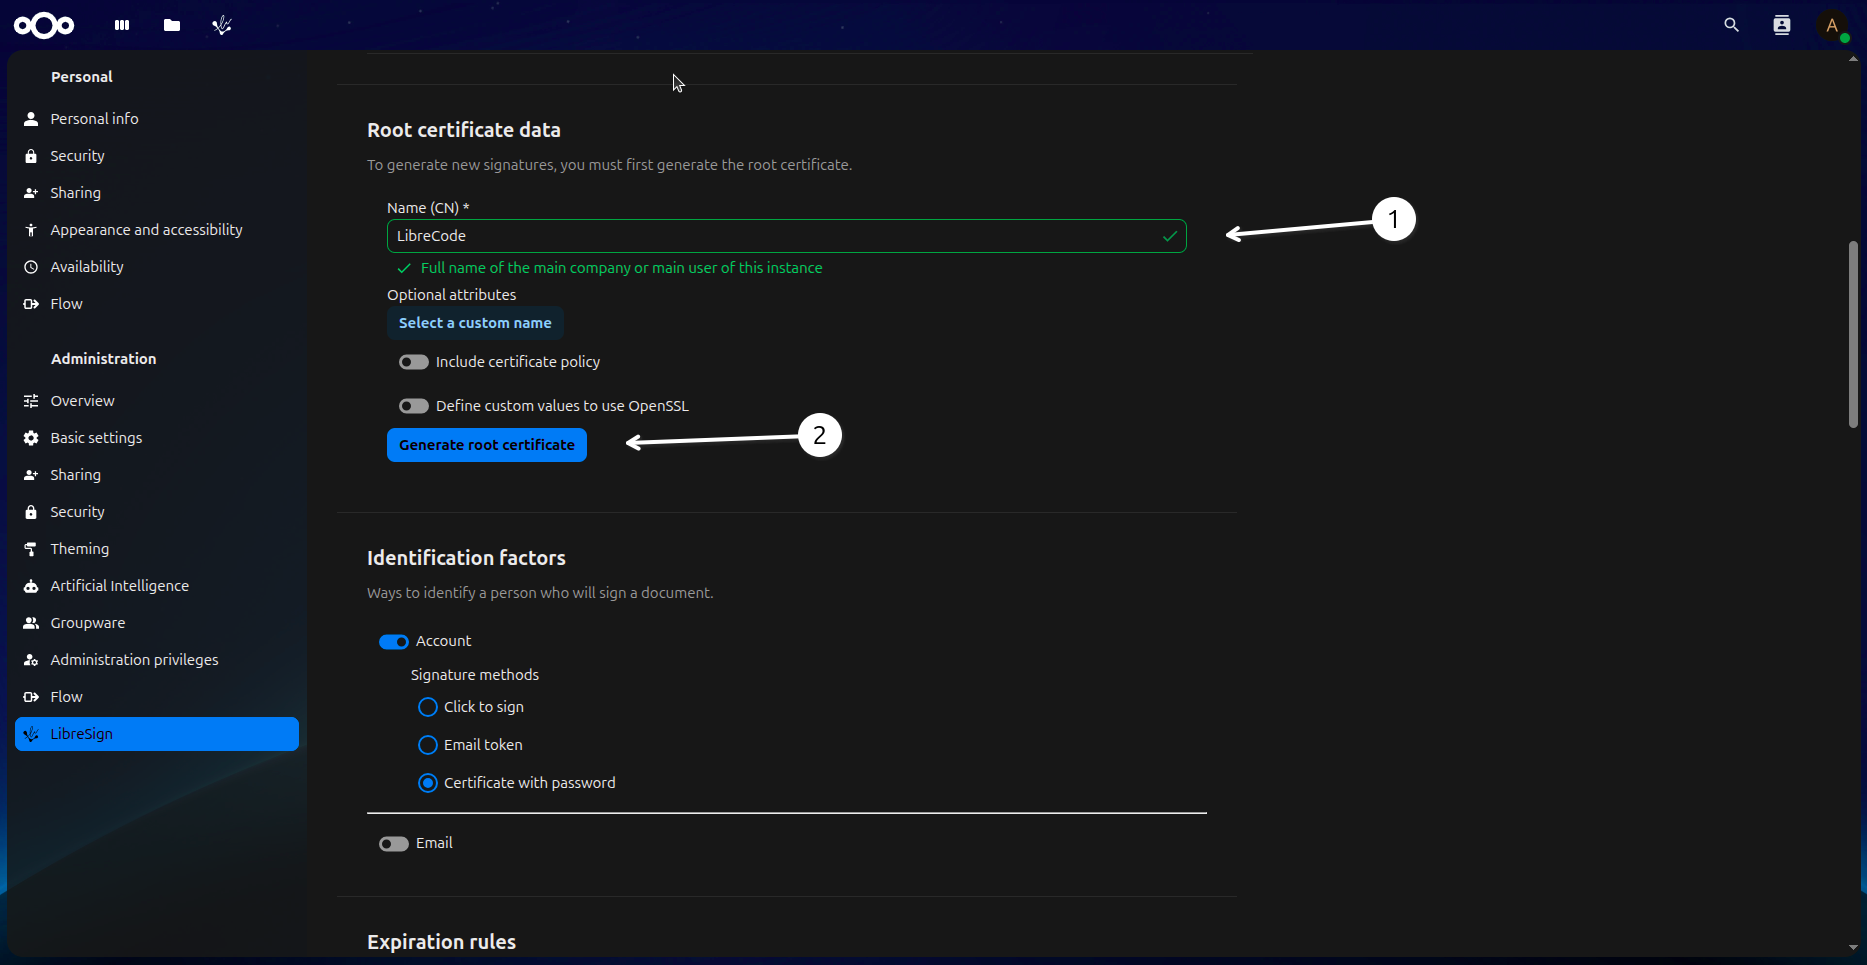 A
Personal
Personal info
Security
Sharing
Appearance and accessibility
Availability
Flow
Administration
Overview
Basic settings
Sharing
Security
Theming
Artificial Intelligence
Groupware
Administration privileges
Flow
LibreSign
Root certificate data
To generate new signatures, you must first generate the root certificate.
Name (CN) *
LibreCode
1
Full name of the main company or main user of this instance
Optional attributes
Select a custom name
Include certificate policy
Define custom values to use OpenSSL
Generate root certificate
2
Identification factors
Ways to identify a person who will sign a document.
Account
Signature methods
Click to sign
Email token
Certificate with password
Email
Expiration rules